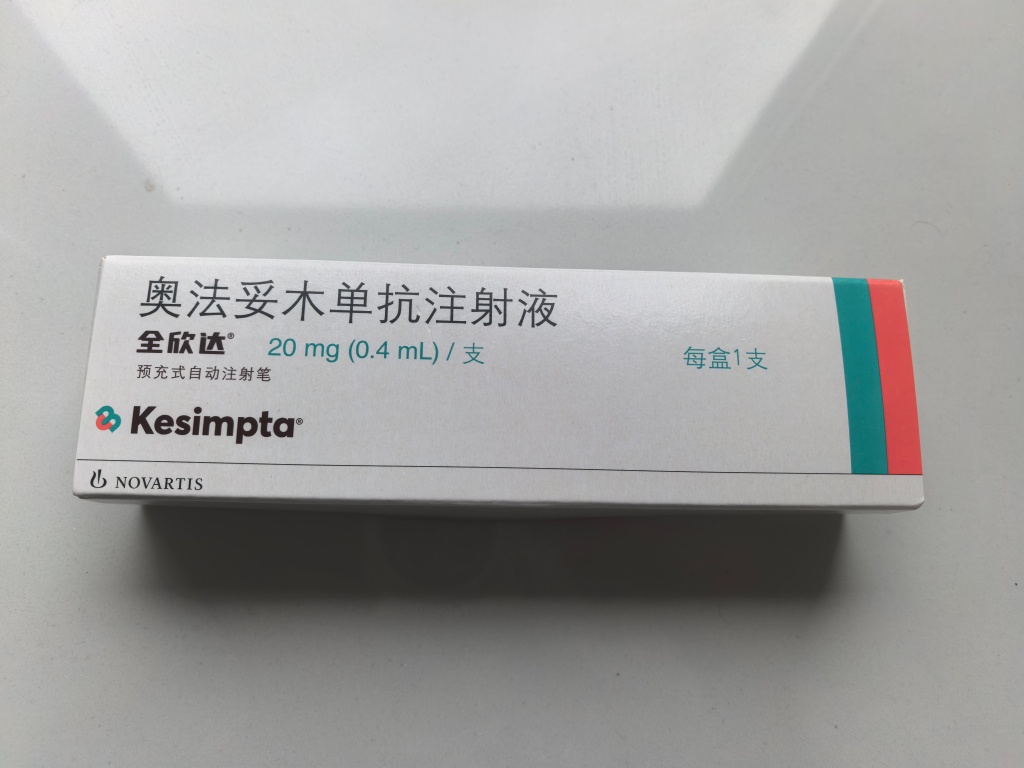 奥法妥木单抗注射液
全欣达®
20 mg (0.4 mL) / 支
每盒1支
预充式自动注射笔
Kesimpta®
NOVARTIS